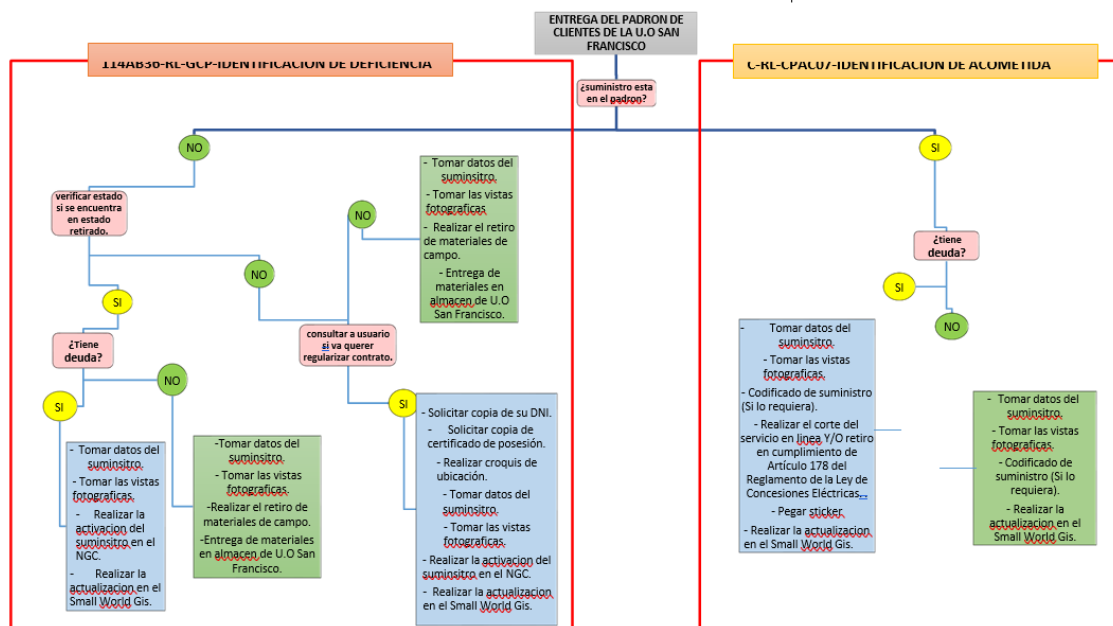 ENTREGA DEL PADRON DE
CLIENTES DE LA U.O SAN
FRANCISCO
114AB36-RL-GCP-IDENTIFICACION DE DEFICIENCIA
C-RL-CPAC07-IDENTIFICACION DE ACOMETIDA
¿suministro esta
en el padron?
NO
SI
verificar estado
si se encuentra
en estado
retirado.
NO
SI
¿Tiene
deuda?
NO
SI
- Tomar datos del
suminsitro.
- Tomar las vistas
fotograficas.
- Realizar la
activacion del
suminsitro en el
NGC.
- Realizar la
actualizacion en el
Small World Gis.
-Tomar datos del
suminsitro.
- Tomar las vistas
fotograficas.
-Realizar el retiro de
materiales de campo.
-Entrega de materiales
en almacen de U.O San
Francisco.
consultar a usuario
si va querer
regularizar contrato.
NO
- Tomar datos del
suminsitro.
- Tomar las vistas
fotograficas
- Realizar el retiro
de materiales de
campo.
- Entrega de
materiales en
almacen de U.O
San Francisco.
SI
- Solicitar copia de su DNI.
- Solicitar copia de
certificado de posesión.
- Realizar croquis de
ubicación.
- Tomar datos del
suminsitro.
- Tomar las vistas
fotograficas.
- Realizar la activacion del
suminsitro en el NGC.
- Realizar la actualizacion
en el Small World Gis.
¿tiene
deuda?
SI
NO
- Tomar datos del
suminsitro.
- Tomar las vistas
fotograficas.
- Codificado de suministro
(Si lo requiera).
- Realizar el corte del
servicio en linea Y/O retiro
en cumplimiento de
Artículo 178 del
Reglamento de la Ley de
Concesiones Eléctricas.
- Pegar sticker.
- Realizar la actualizacion
en el Small World Gis.
- Tomar datos del
suminsitro.
- Tomar las vistas
fotograficas.
- Codificado de
suministro (Si lo
requiera).
- Realizar la
actualizacion en el
Small World Gis.